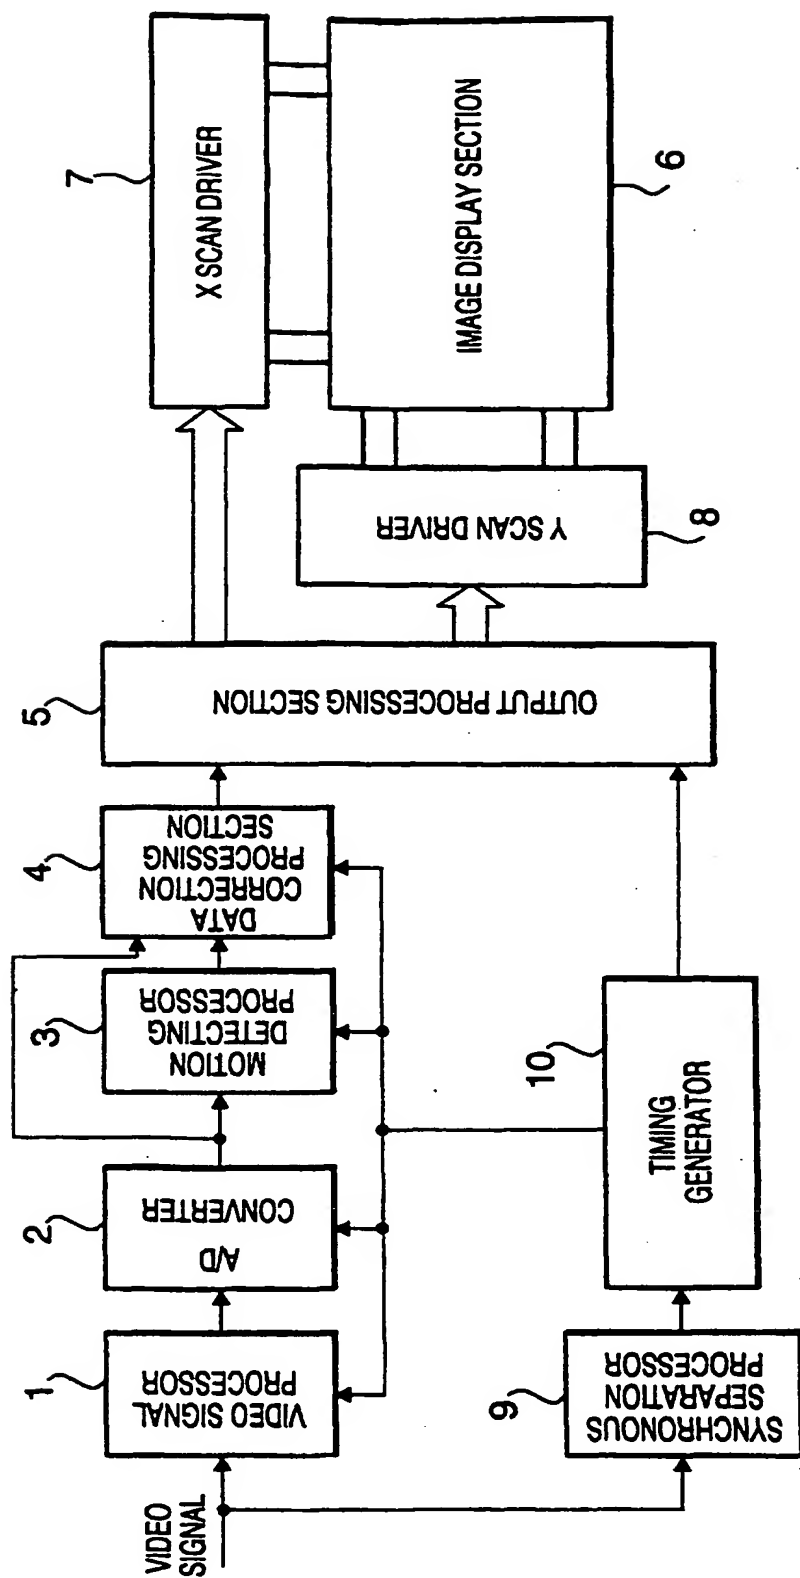 VIDEO
SIGNAL
1
VIDEO SIGNAL
PROCESSOR
2
A/D
CONVERTER
3
MOTION
DETECTING
PROCESSOR
4
DATA
CORRECTION
PROCESSING
SECTION
5
OUTPUT PROCESSING SECTION
7
X SCAN DRIVER
Y SCAN DRIVER
8
IMAGE DISPLAY SECTION
6
9
SYNCHRONOUS
SEPARATION
PROCESSOR
10
TIMING
GENERATOR